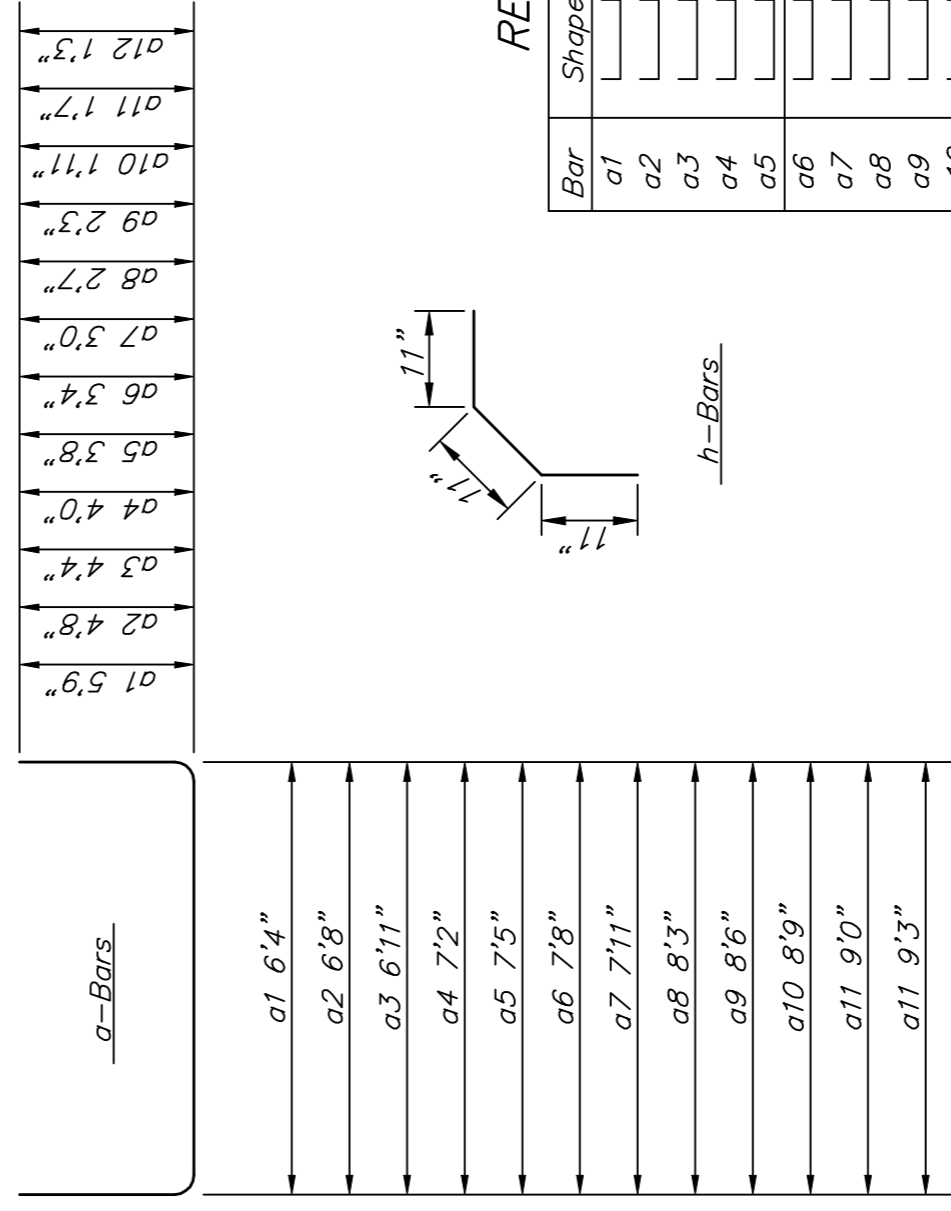 a12 1'3"
a11 1'7"
a10 1'11"
a9 2'3"
a8 2'7"
a7 3'0"
a6 3'4"
a5 3'8"
a4 4'0"
a3 4'4"
a2 4'8"
a1 5'9"
a-Bars
a1 6'4"
a2 6'8"
a3 6'11"
a4 7'2"
a5 7'5"
a6 7'8"
a7 7'11"
a8 8'3"
a9 8'6"
a10 8'9"
a11 9'0"
a11 9'3"
11"
11"
11"
h-Bars
RE
Bar Shape
a1
a2
a3
a4
a5
a6
a7
a8
a9